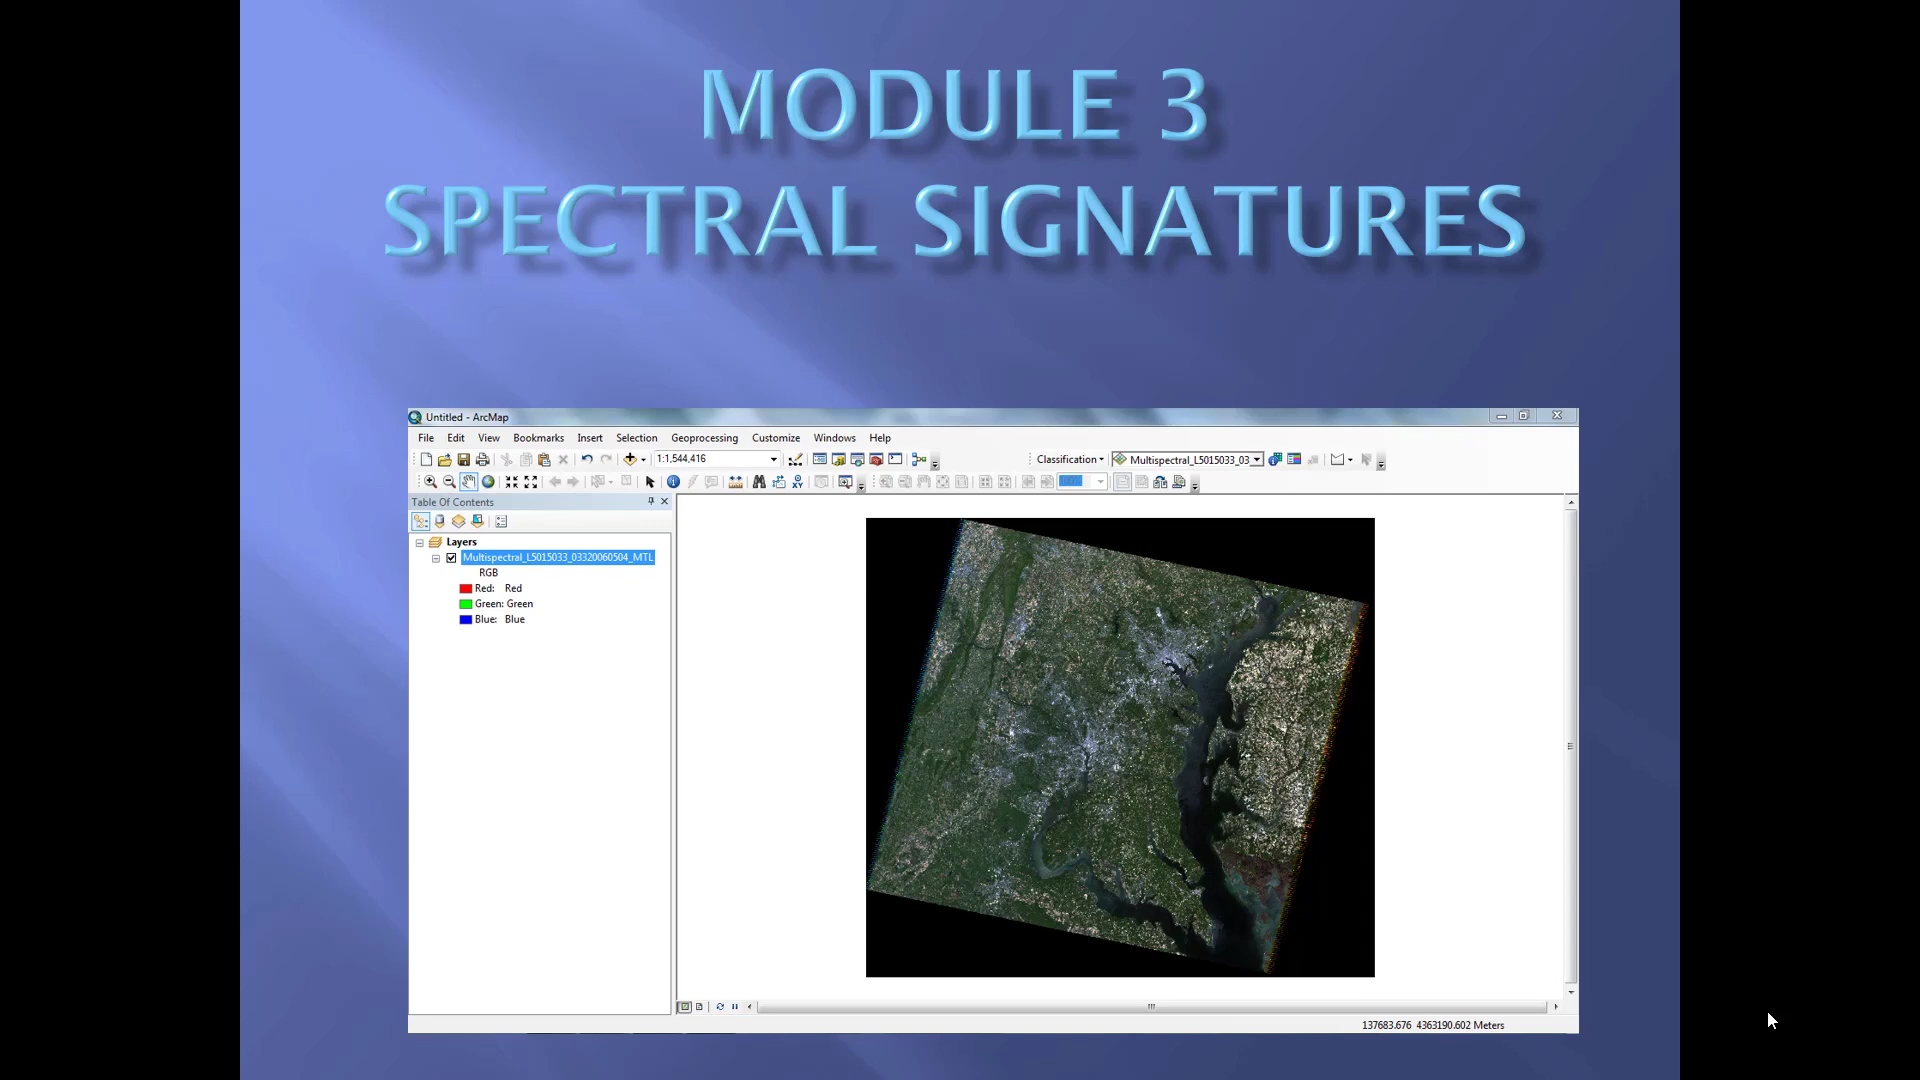 MODULE 3
SPECTRAL SIGNATURES
Untitled - ArcMap
File Edit View Bookmarks Insert Selection Geoprocessing Customize Windows Help
1:1,544,416 Classification Multispectral_L5015033_03
100%
Table Of Contents
Layers
Multispectral_L5015033_03320060504_MTL
RGB
Red: Red
Green: Green
Blue: Blue
137683.676 4363190.602 Meters